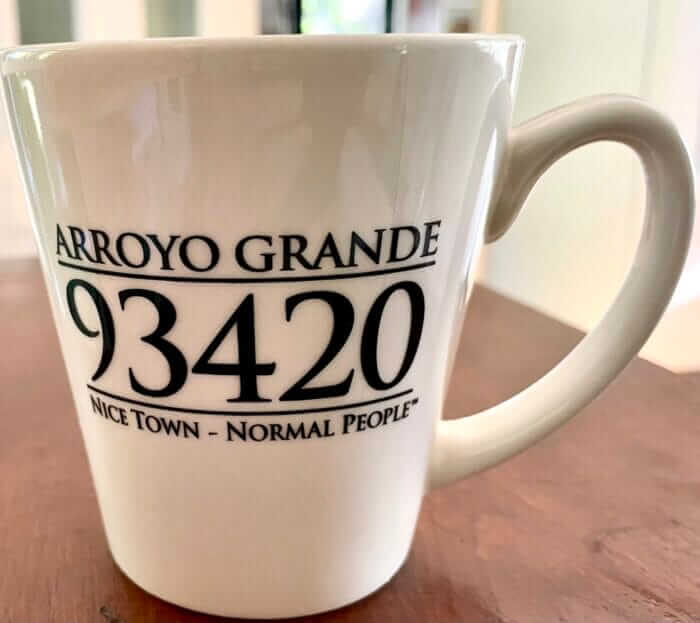 ARROYO GRANDE
93420
NICE TOWN - NORMAL PEOPLE™